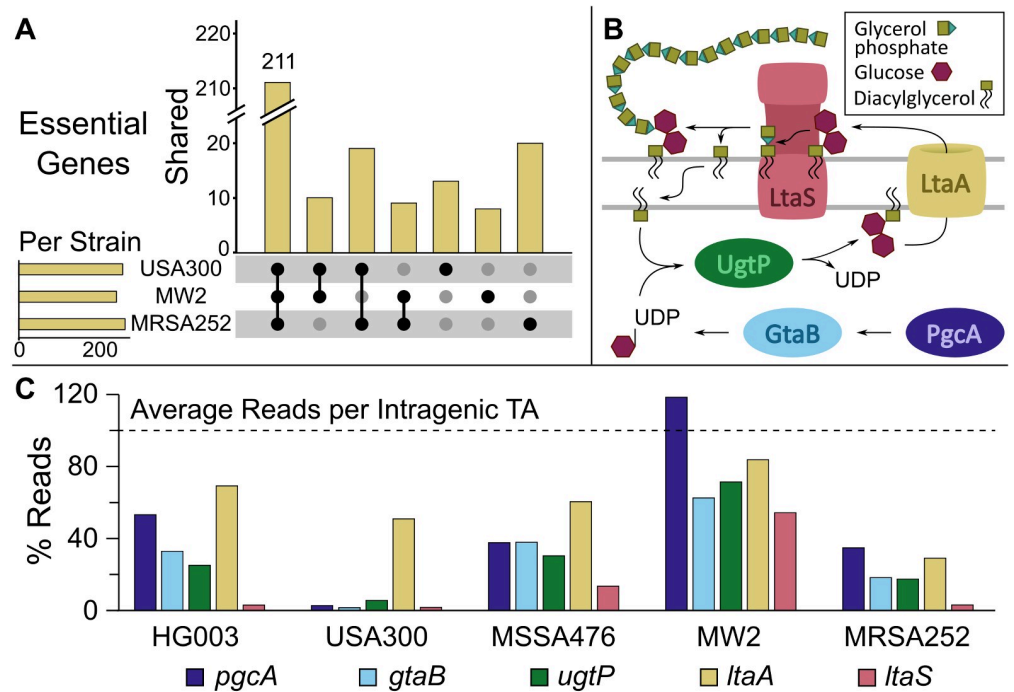 A
220
211
210
Essential
Genes
Shared
20
10
0
Per Strain
USA300
MW2
MRSA252
0
200
B
Glycerol
phosphate
Glucose
Diacylglycerol
LtaS
LtaA
UgtP
UDP
UDP
GtaB
PgcA
C
120
Average Reads per Intragenic TA
80
% Reads
40
0
HG003
USA300
MSSA476
MW2
MRSA252
pgcA
gtaB
ugtP
ltaA
ltaS